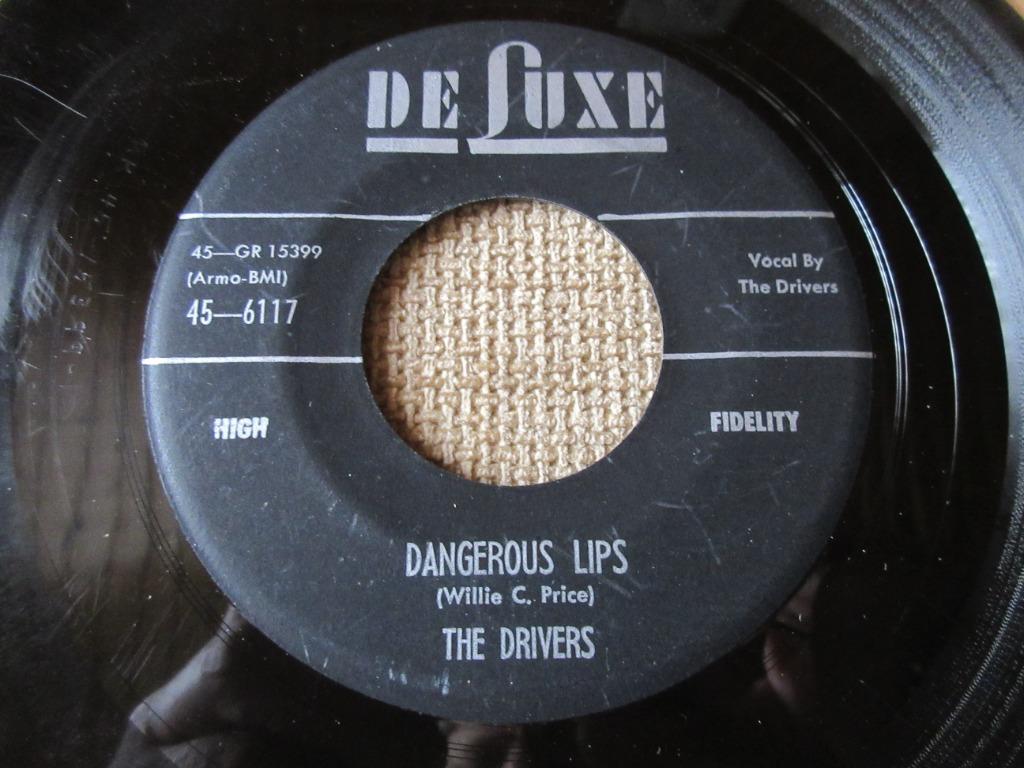 DE LUXE
45—GR 15399
(Armo-BMI)
45—6117
Vocal By
The Drivers
HIGH
FIDELITY
DANGEROUS LIPS
(Willie C. Price)
THE DRIVERS